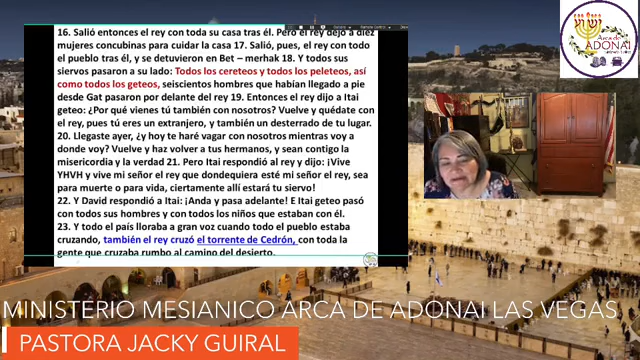 16. Salió entonces el rey con toda su casa tras él. Pero el rey dejó a diez
mujeres concubinas para cuidar la casa 17. Salió, pues, el rey con todo
el pueblo tras él, y se detuvieron en Bet – merhak 18. Y todos sus
siervos pasaron a su lado: Todos los cereteos y todos los peleteos, así
como todos los geteos, seiscientos hombres que habían llegado a pie
desde Gat pasaron por delante del rey 19. Entonces el rey dijo a Itai
geteo: ¿Por qué vienes tú también con nosotros? Vuelve y quédate con el
rey, pues tú eres un extranjero, y también un desterrado de tu lugar.
20. Llegaste ayer, ¿y hoy te haré vagar con nosotros mientras voy a
donde voy? Vuelve y haz volver a tus hermanos, y sean contigo la
misericordia y la verdad 21. Pero Itai respondió al rey y dijo: ¡Vive
YHVH y vive mi señor el rey que dondequiera esté mi señor el rey, sea
para muerte o para vida, ciertamente allí estará tu siervo!
22. Y David respondió a Itai: ¡Anda y pasa adelante! E Itai geteo pasó
con todos sus hombres y con todos los niños que estaban con él.
23. Y todo el país lloraba a gran voz cuando todo el pueblo estaba
cruzando, también el rey cruzó el torrente de Cedrón, con toda la
gente que cruzaba rumbo al camino del desierto.
Arca de
ADONAI
MINISTERIO MESIANICO ARCA DE ADONAI LAS VEGAS
PASTORA JACKY GUIRAL